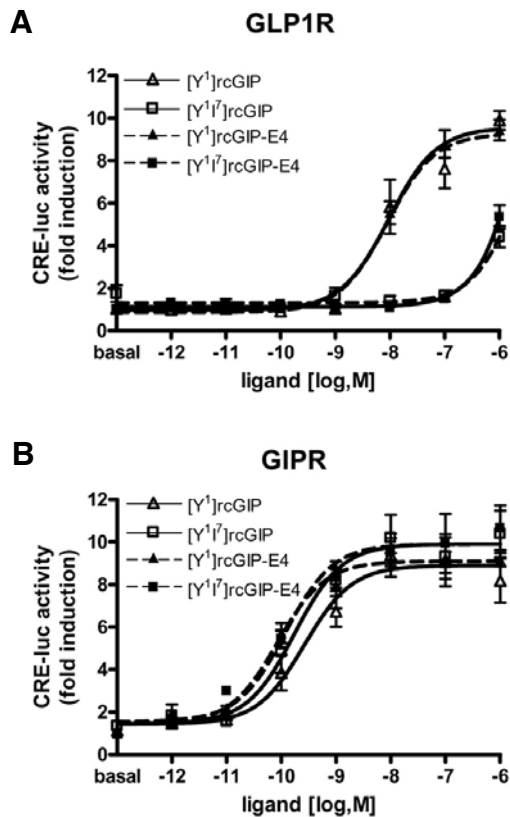 A
GLP1R
12
10
8
6
4
2
0
CRE-luc activity
(fold induction)
[Y¹]rcGIP
[Y¹I⁷]rcGIP
[Y¹]rcGIP-E4
[Y¹I⁷]rcGIP-E4
basal -12 -11 -10 -9 -8 -7 -6
ligand [log,M]
B
GIPR
12
10
8
6
4
2
0
CRE-luc activity
(fold induction)
[Y¹]rcGIP
[Y¹I⁷]rcGIP
[Y¹]rcGIP-E4
[Y¹I⁷]rcGIP-E4
basal -12 -11 -10 -9 -8 -7 -6
ligand [log,M]